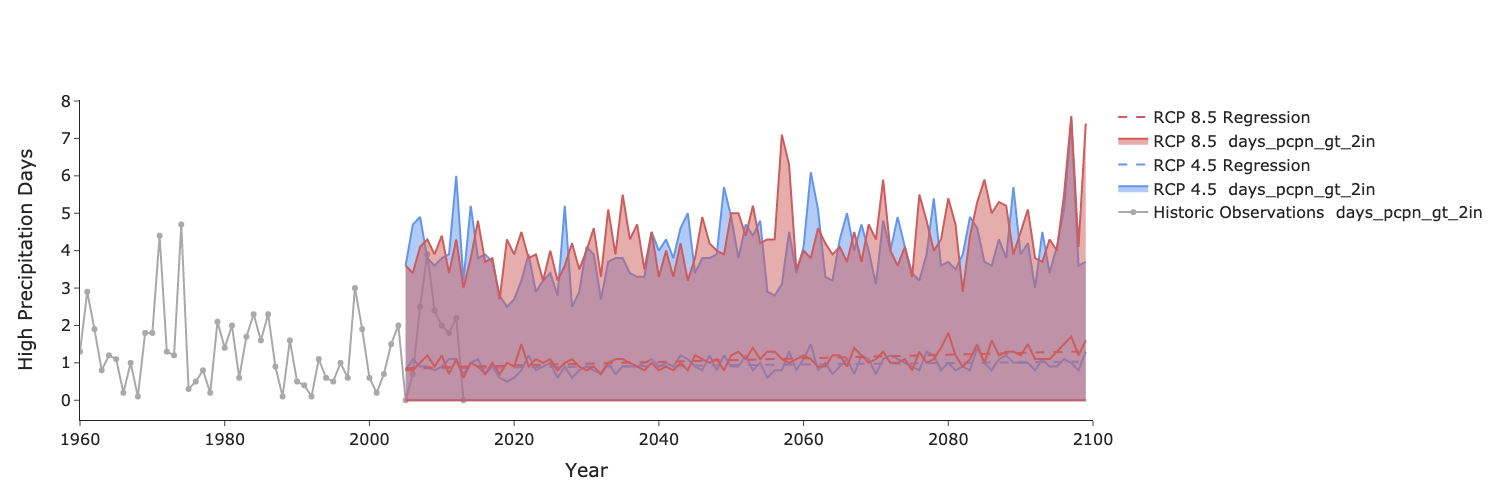 High Precipitation Days
8
7
6
5
4
3
2
1
0
1960
1980
2000
2020
2040
2060
2080
2100
Year
RCP 8.5 Regression
RCP 8.5 days_pcpn_gt_2in
RCP 4.5 Regression
RCP 4.5 days_pcpn_gt_2in
Historic Observations days_pcpn_gt_2in